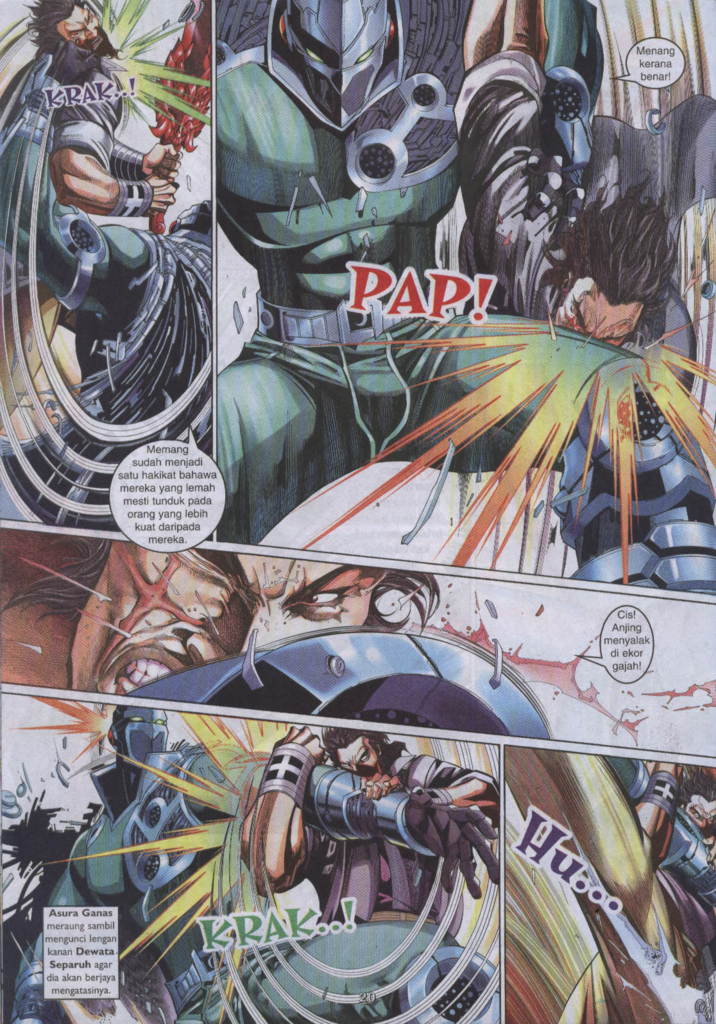 KRAK..!
Menang
kerana
benar!
PAP!
Memang
sudah menjadi
satu hakikat bahawa
mereka yang lemah
mesti tunduk pada
orang yang lebih
kuat daripada
mereka.
Cis!
Anjing
menyalak
di ekor
gajah!
KRAK..!
Asura Ganas
meraung sambil
mengunci lengan
kanan Dewata
Separuh agar
dia akan berjaya
mengatasinya.
Hu...
20